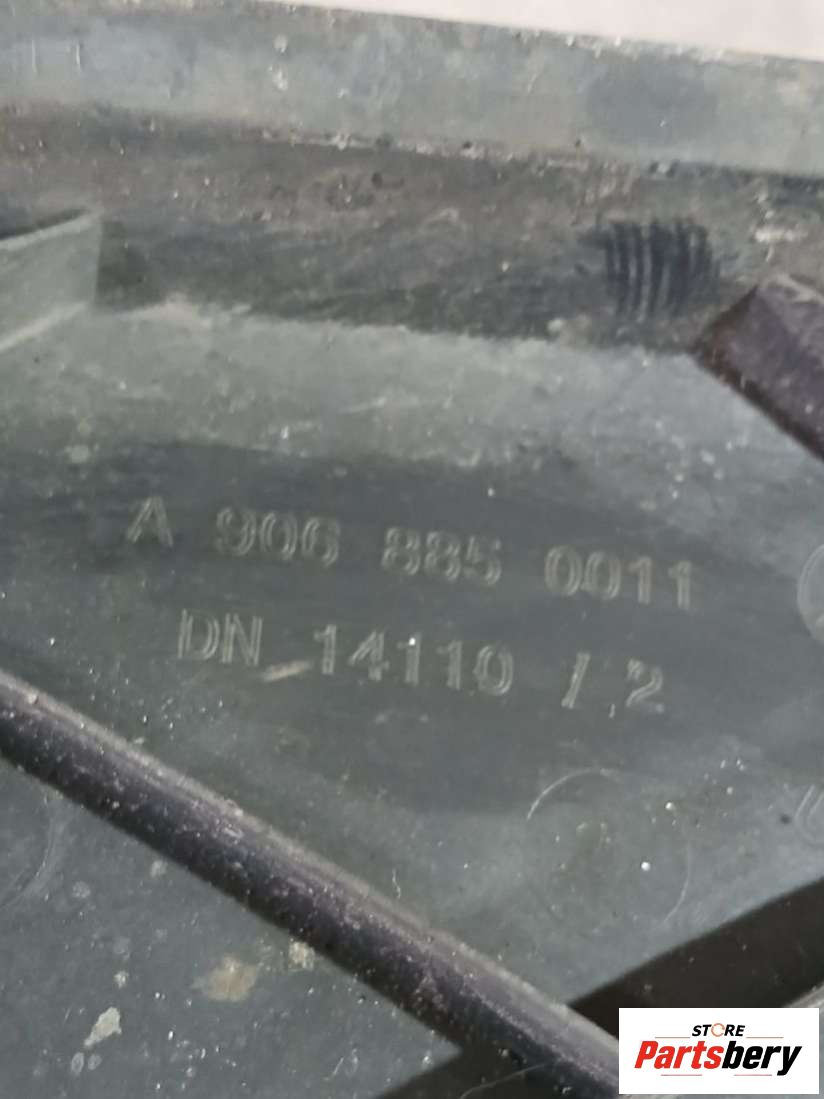 A 906 885 0011
DN 14110 / 2
STORE
Partsbery